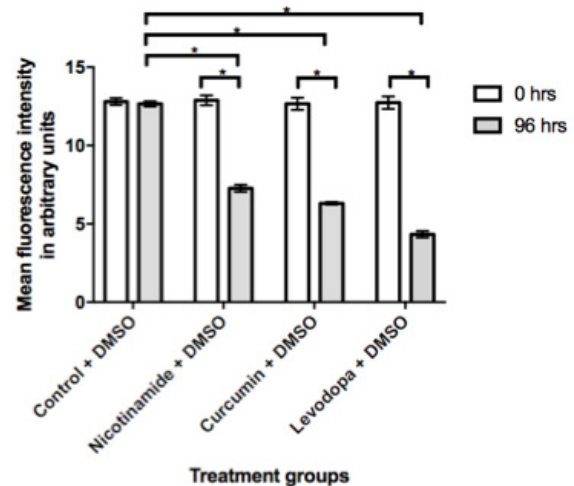 *
*
*
* * *
15
10
5
0
Mean fluorescence intensity
in arbitrary units
0 hrs
96 hrs
Control + DMSO
Nicotinamide + DMSO
Curcumin + DMSO
Levodopa + DMSO
Treatment groups